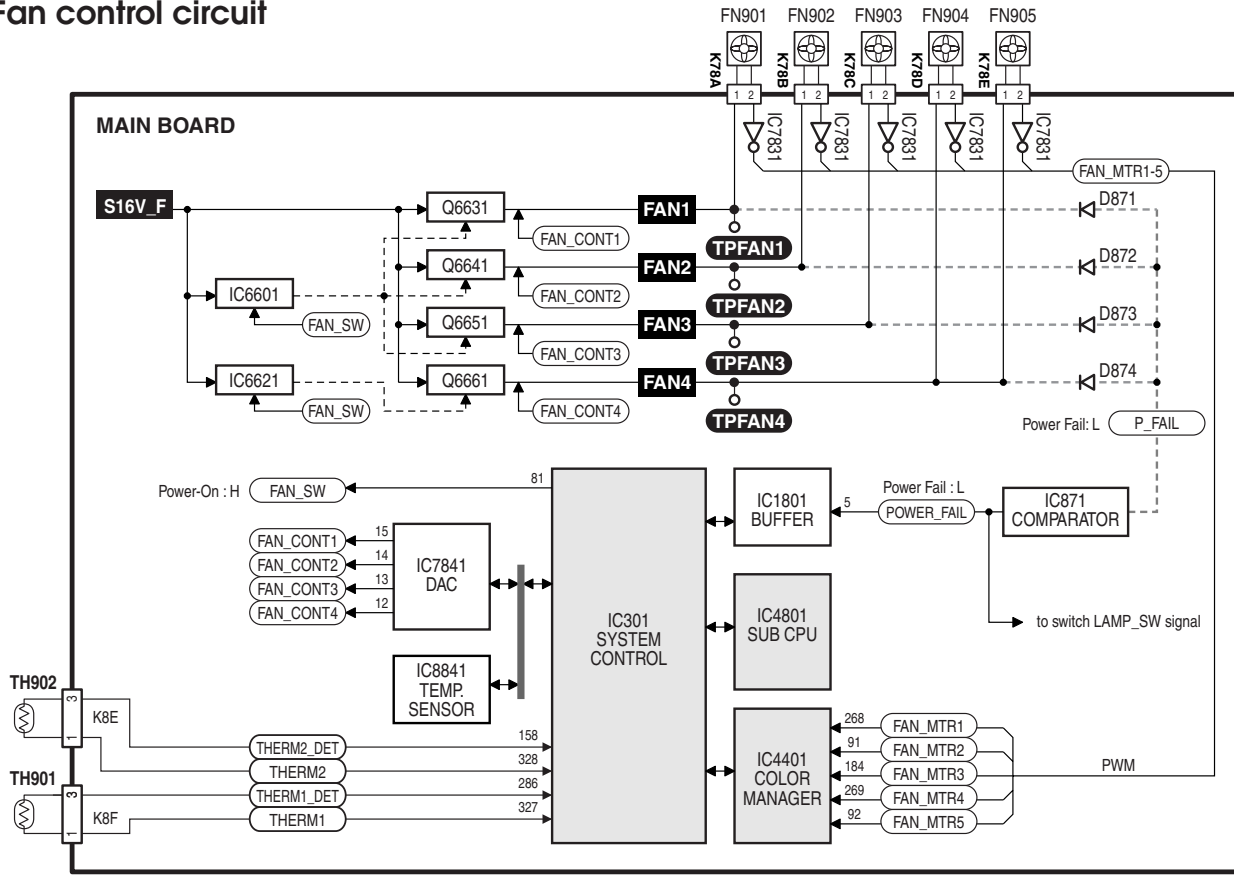 Fan control circuit
FN901 FN902 FN903 FN904 FN905
K78A K78B K78C K78D K78E
1 2 1 2 1 2 1 2 1 2
IC7831 IC7831 IC7831 IC7831 IC7831
MAIN BOARD
FAN_MTR1-5
S16V_F
Q6631
FAN1
D871
FAN_CONT1
TPFAN1
Q6641
FAN2
D872
IC6601
FAN_CONT2
TPFAN2
FAN_SW
Q6651
FAN3
D873
FAN_CONT3
TPFAN3
IC6621
Q6661
FAN4
D874
FAN_SW
FAN_CONT4
TPFAN4
Power Fail: L
P_FAIL
Power-On : H
FAN_SW
81
IC1801
BUFFER
5
Power Fail : L
POWER_FAIL
IC871
COMPARATOR
FAN_CONT1
15
FAN_CONT2
14
FAN_CONT3
13
FAN_CONT4
12
IC7841
DAC
IC301
SYSTEM
CONTROL
IC4801
SUB CPU
to switch LAMP_SW signal
IC8841
TEMP.
SENSOR
TH902
3
1
K8E
THERM2_DET
158
THERM2
328
TH901
3
1
K8F
THERM1_DET
286
THERM1
327
IC4401
COLOR
MANAGER
268
FAN_MTR1
91
FAN_MTR2
184
FAN_MTR3
PWM
269
FAN_MTR4
92
FAN_MTR5